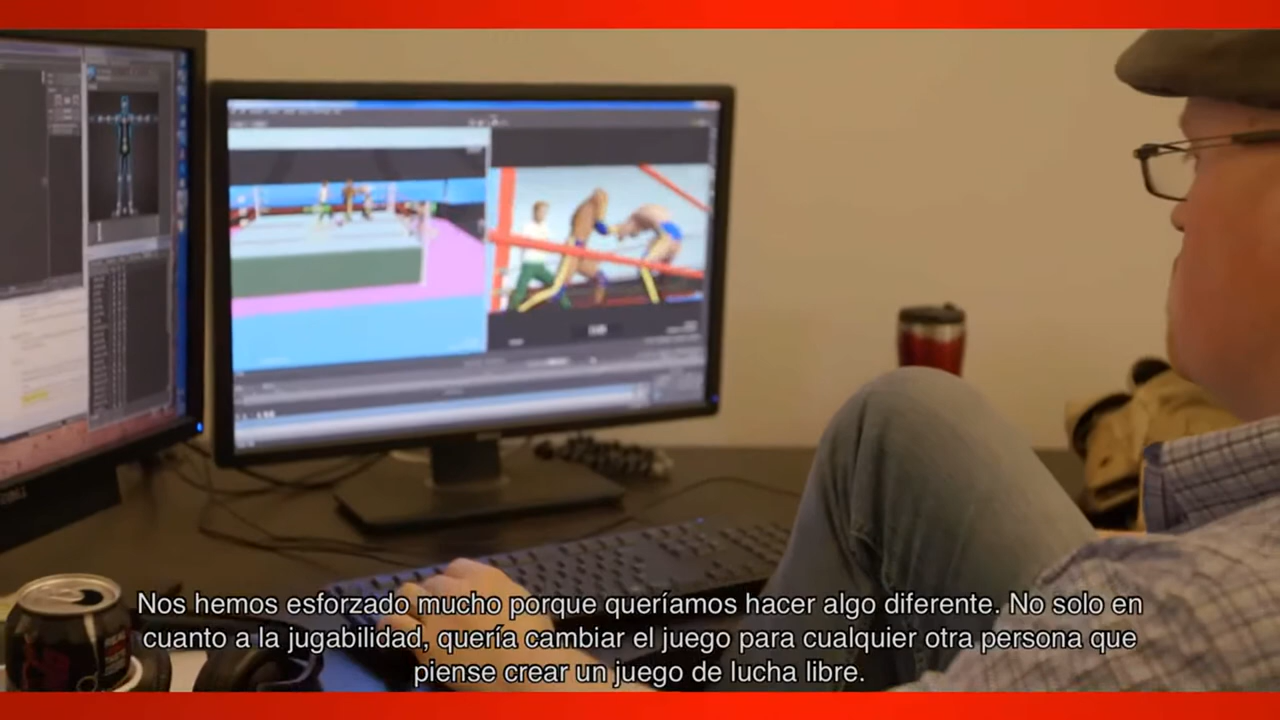 Nos hemos esforzado mucho porque queríamos hacer algo diferente. No solo en
cuanto a la jugabilidad, quería cambiar el juego para cualquier otra persona que
piense crear un juego de lucha libre.